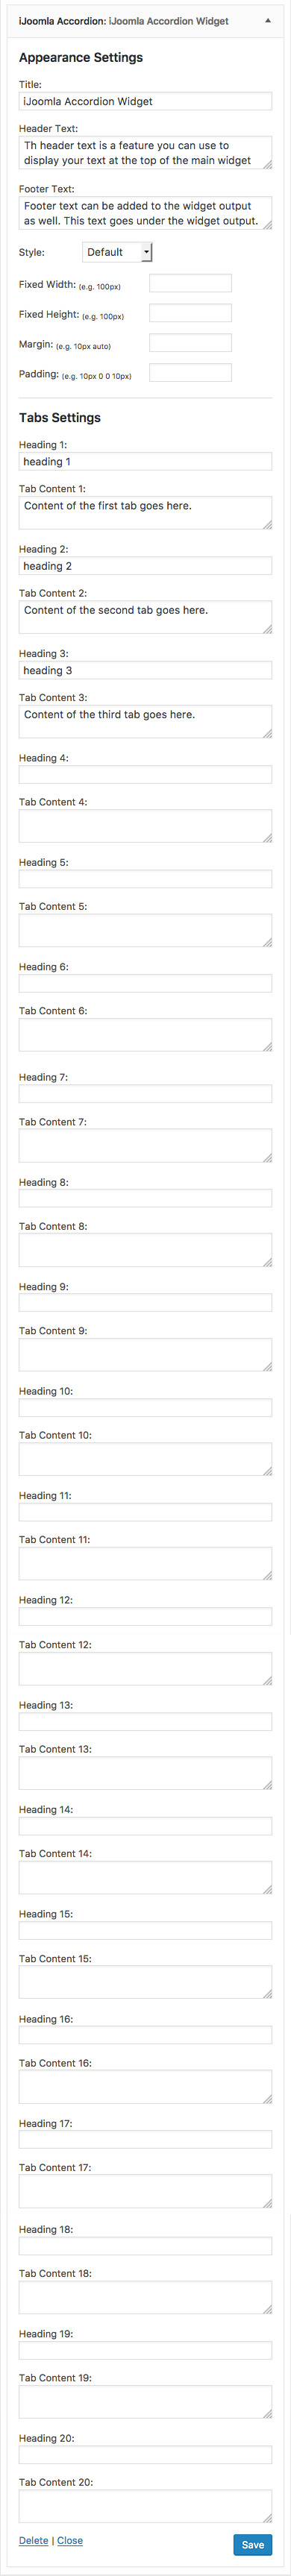 iJoomla Accordion: iJoomla Accordion Widget
Appearance Settings
Title:
iJoomla Accordion Widget
Header Text:
Th header text is a feature you can use to
display your text at the top of the main widget
Footer Text:
Footer text can be added to the widget output
as well. This text goes under the widget output.
Style: Default
Fixed Width: (e.g. 100px)
Fixed Height: (e.g. 100px)
Margin: (e.g. 10px auto)
Padding: (e.g. 10px 0 0 10px)
Tabs Settings
Heading 1:
heading 1
Tab Content 1:
Content of the first tab goes here.
Heading 2:
heading 2
Tab Content 2:
Content of the second tab goes here.
Heading 3:
heading 3
Tab Content 3:
Content of the third tab goes here.
Heading 4:
Tab Content 4:
Heading 5:
Tab Content 5:
Heading 6:
Tab Content 6:
Heading 7:
Tab Content 7:
Heading 8:
Tab Content 8:
Heading 9:
Tab Content 9:
Heading 10:
Tab Content 10:
Heading 11:
Tab Content 11:
Heading 12:
Tab Content 12:
Heading 13:
Tab Content 13:
Heading 14:
Tab Content 14:
Heading 15:
Tab Content 15:
Heading 16:
Tab Content 16:
Heading 17:
Tab Content 17:
Heading 18:
Tab Content 18:
Heading 19:
Tab Content 19:
Heading 20:
Tab Content 20:
Delete | Close Save